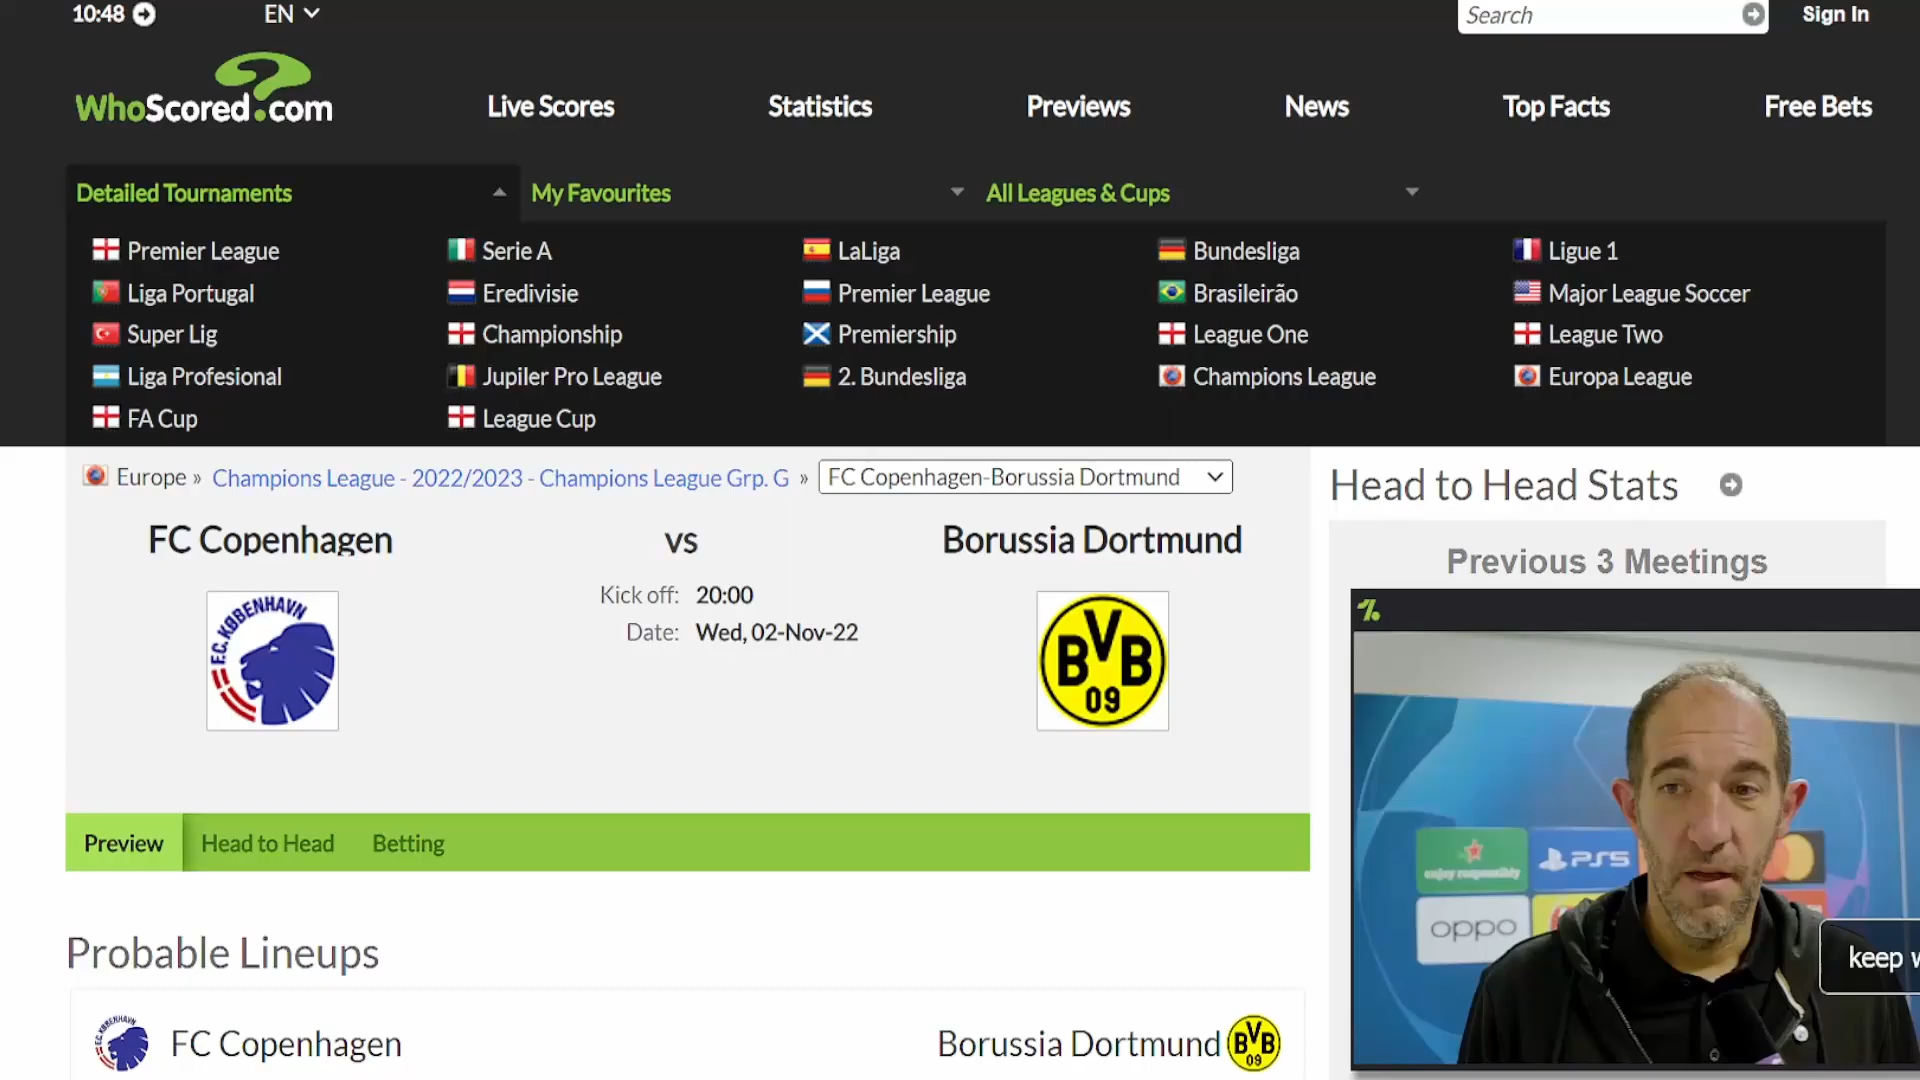 10:48
EN
Search
Sign In
WhoScored.com
Live Scores
Statistics
Previews
News
Top Facts
Free Bets
Detailed Tournaments
My Favourites
All Leagues & Cups
Premier League
Serie A
LaLiga
Bundesliga
Ligue 1
Liga Portugal
Eredivisie
Premier League
Brasileirão
Major League Soccer
Super Lig
Championship
Premiership
League One
League Two
Liga Profesional
Jupiler Pro League
2. Bundesliga
Champions League
Europa League
FA Cup
League Cup
Europe » Champions League - 2022/2023 - Champions League Grp. G » FC Copenhagen-Borussia Dortmund
FC Copenhagen
vs
Borussia Dortmund
Kick off: 20:00
Date: Wed, 02-Nov-22
F.C. KØBENHAVN
BVB
09
Preview
Head to Head
Betting
Probable Lineups
F.C. KØBENHAVN
FC Copenhagen
Borussia Dortmund
BVB
09
Head to Head Stats
Previous 3 Meetings
enjoy responsibly
PS5
oppo
keep